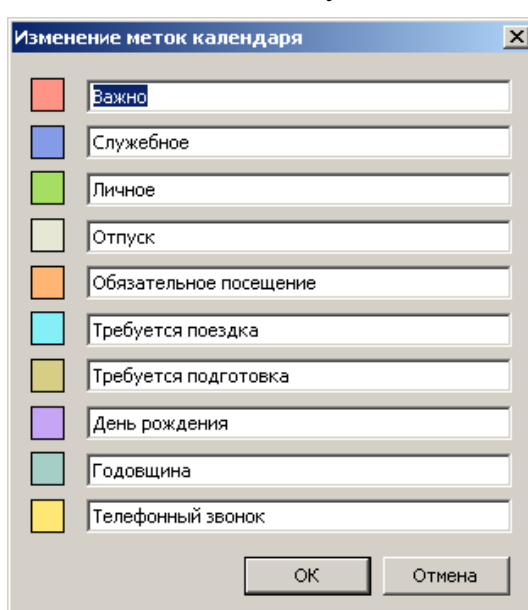 Изменение меток календаря
Важно
Служебное
Личное
Отпуск
Обязательное посещение
Требуется поездка
Требуется подготовка
День рождения
Годовщина
Телефонный звонок
ОК Отмена